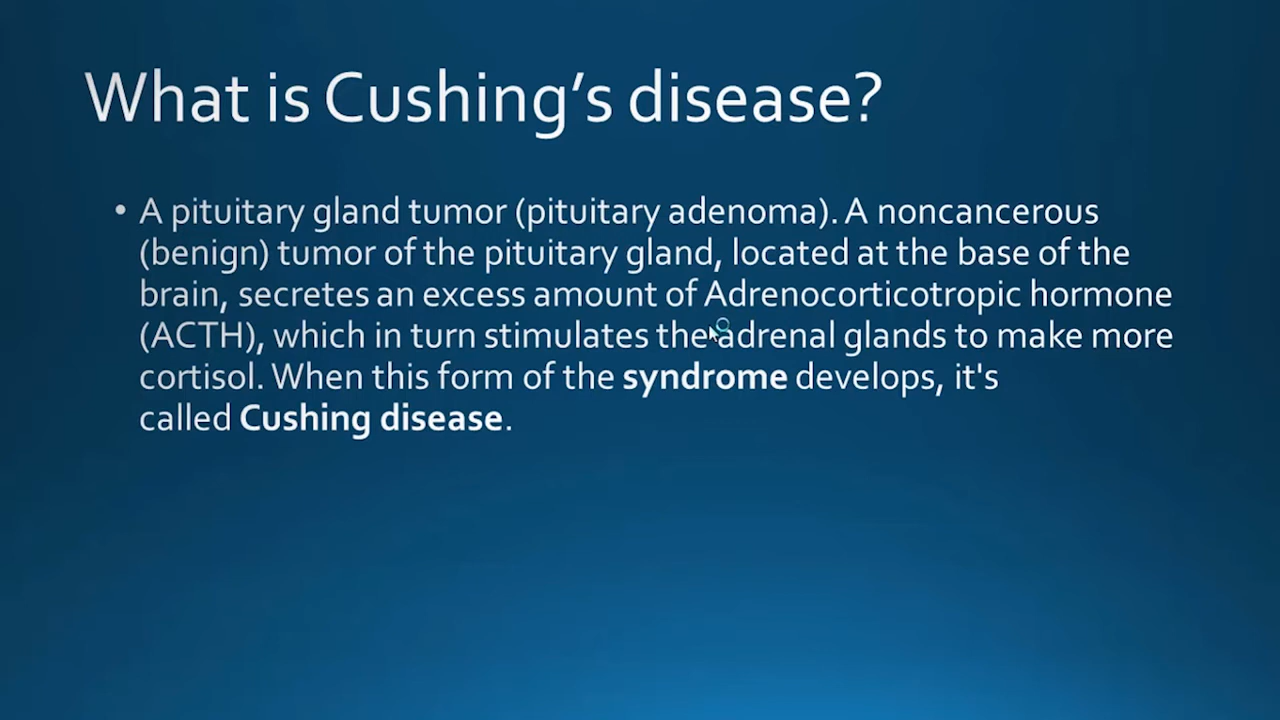 What is Cushing’s disease?
• A pituitary gland tumor (pituitary adenoma). A noncancerous
(benign) tumor of the pituitary gland, located at the base of the
brain, secretes an excess amount of Adrenocorticotropic hormone
(ACTH), which in turn stimulates the adrenal glands to make more
cortisol. When this form of the syndrome develops, it's
called Cushing disease.